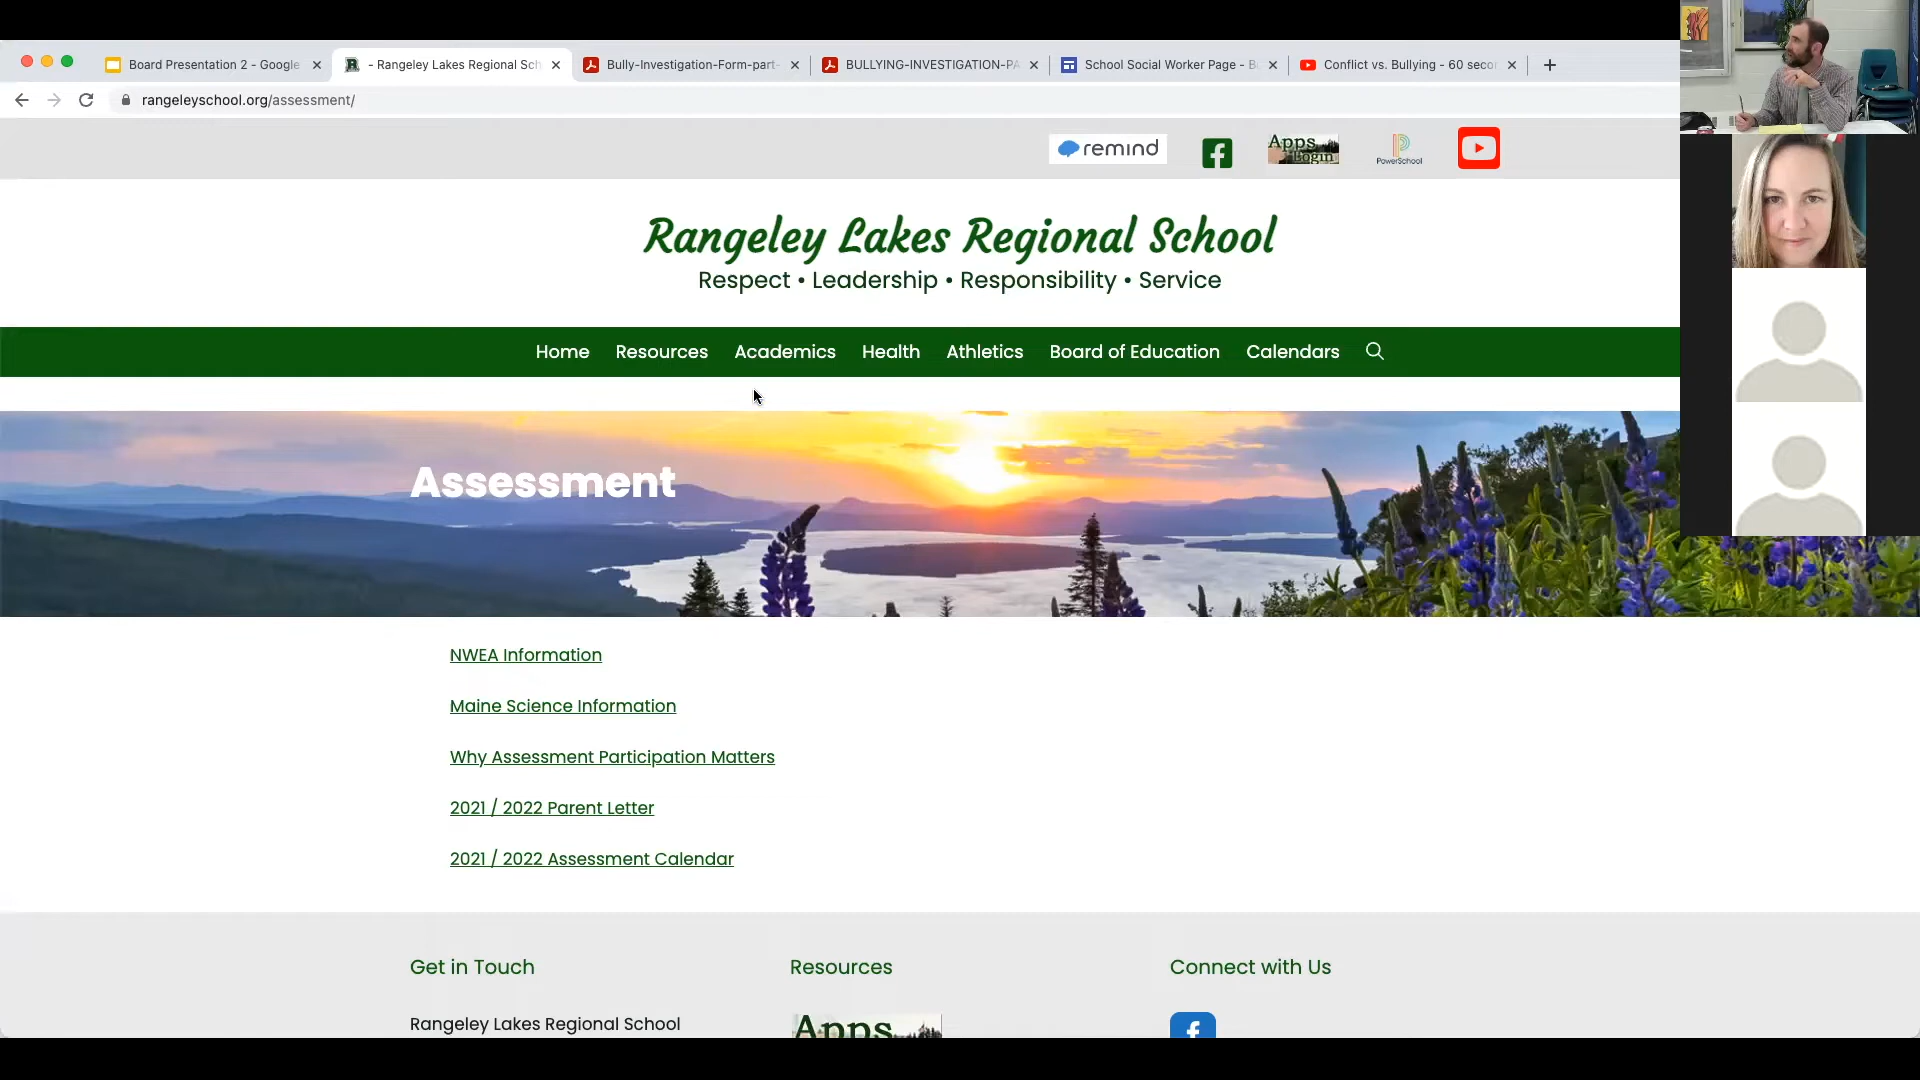 Board Presentation 2 - Google
- Rangeley Lakes Regional Sch
Bully-Investigation-Form-part-
BULLYING-INVESTIGATION-PA
School Social Worker Page - B
Conflict vs. Bullying - 60 secon
rangeleyschool.org/assessment/
remind
Apps
Login
PowerSchool
Rangeley Lakes Regional School
Respect • Leadership • Responsibility • Service
Home Resources Academics Health Athletics Board of Education Calendars
Assessment
NWEA Information
Maine Science Information
Why Assessment Participation Matters
2021 / 2022 Parent Letter
2021 / 2022 Assessment Calendar
Get in Touch Resources Connect with Us
Rangeley Lakes Regional School
Apps